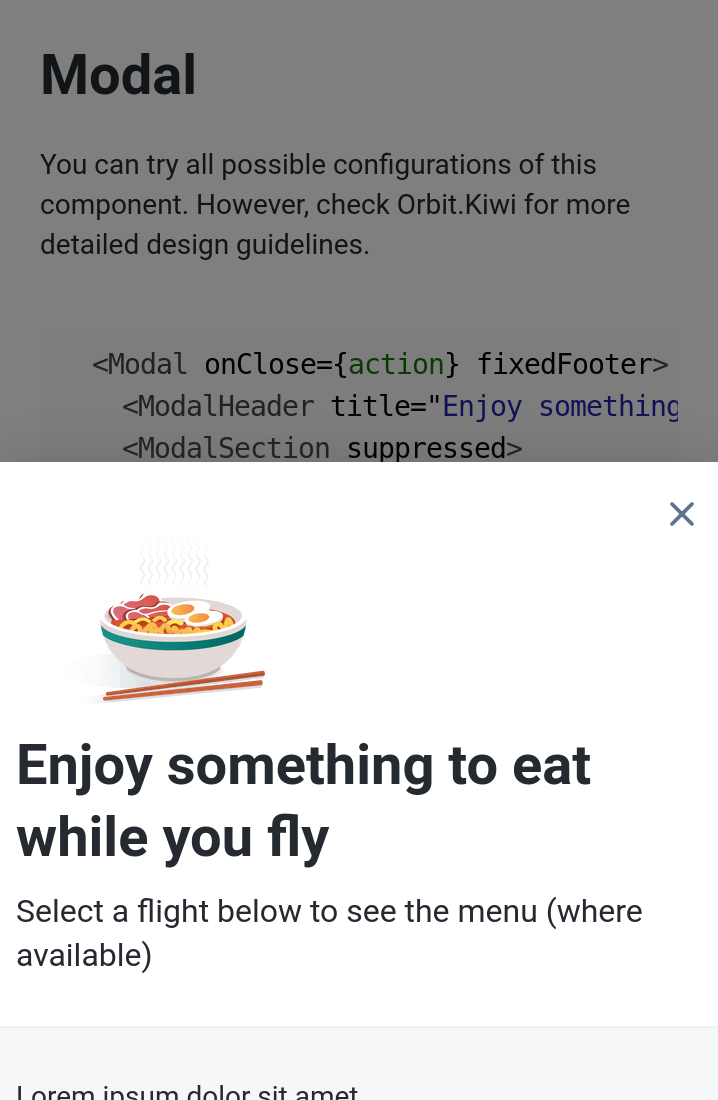 Modal
You can try all possible configurations of this
component. However, check Orbit.Kiwi for more
detailed design guidelines.
<Modal onClose={action} fixedFooter>
<ModalHeader title="Enjoy something
<ModalSection suppressed>
Enjoy something to eat
while you fly
Select a flight below to see the menu (where
available)
Lorem ipsum dolor sit amet